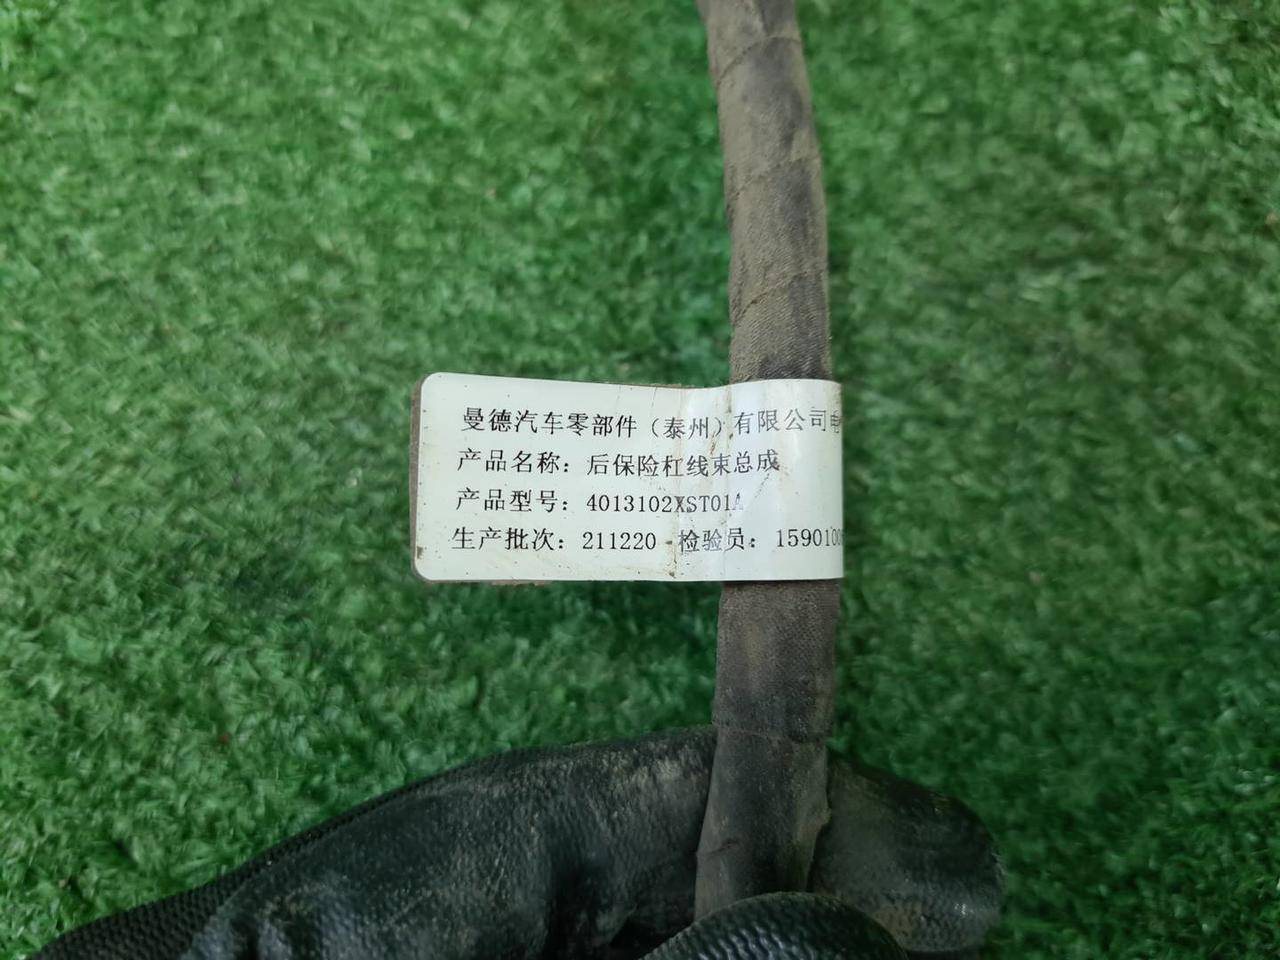 曼德汽车零部件（泰州）有限公司电
产品名称：后保险杠线束总成
产品型号：4013102XST01A
生产批次：211220 检验员：1590100